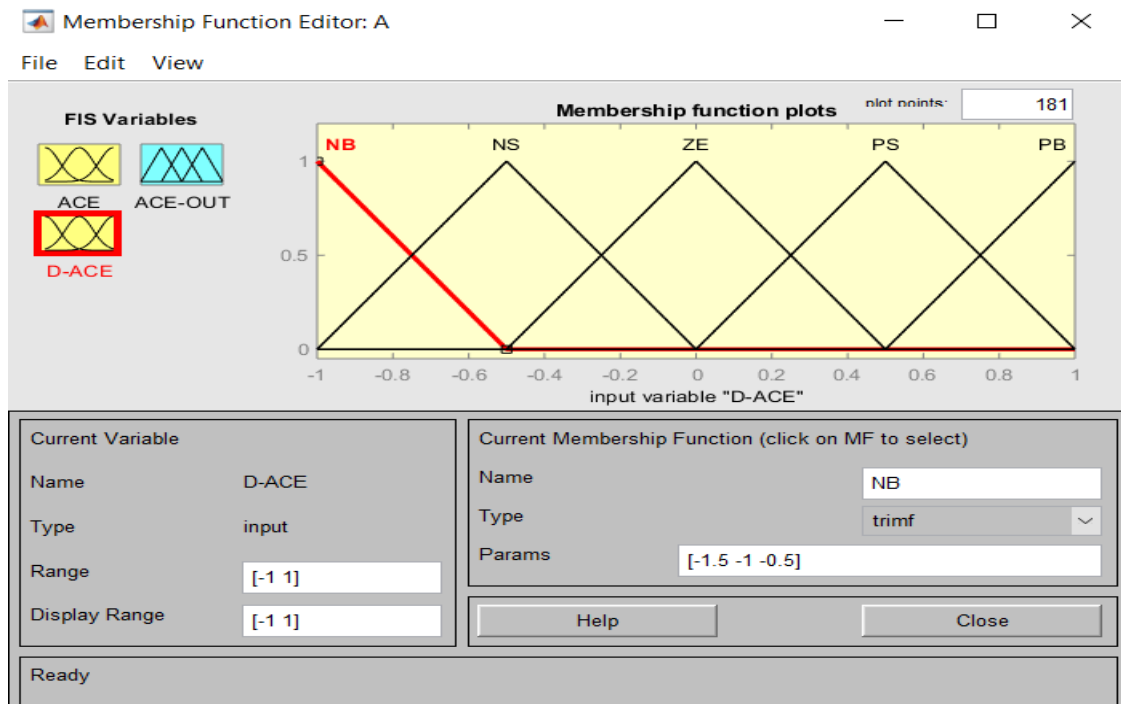 Membership Function Editor: A
File Edit View
FIS Variables
ACE
ACE-OUT
D-ACE
Membership function plots
plot points:
181
NB
NS
ZE
PS
PB
1
0.5
0
-1 -0.8 -0.6 -0.4 -0.2 0 0.2 0.4 0.6 0.8 1
input variable "D-ACE"
Current Variable
Name D-ACE
Type input
Range [-1 1]
Display Range [-1 1]
Current Membership Function (click on MF to select)
Name NB
Type trimf
Params [-1.5 -1 -0.5]
Help
Close
Ready